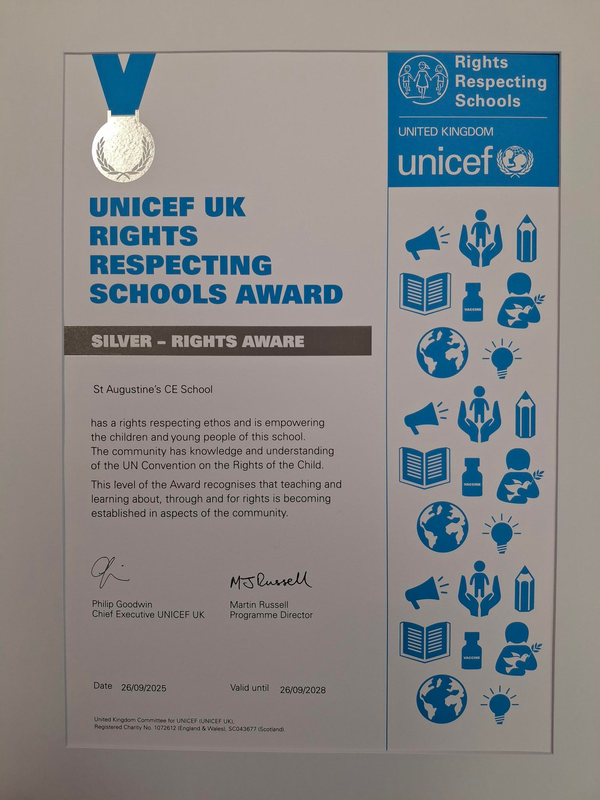 Rights
Respecting
Schools
UNITED KINGDOM
unicef
UNICEF UK
RIGHTS
RESPECTING
SCHOOLS AWARD
SILVER – RIGHTS AWARE
St Augustine's CE School
has a rights respecting ethos and is empowering
the children and young people of this school.
The community has knowledge and understanding
of the UN Convention on the Rights of the Child.
This level of the Award recognises that teaching and
learning about, through and for rights is becoming
established in aspects of the community.
MJRussell
Philip Goodwin
Chief Executive UNICEF UK
Martin Russell
Programme Director
Date 26/09/2025
Valid until 26/09/2028
United Kingdom Committee for UNICEF (UNICEF UK),
Registered Charity No. 1072612 (England & Wales), SC043677 (Scotland).
VACCINE
VACCINE
VACCINE